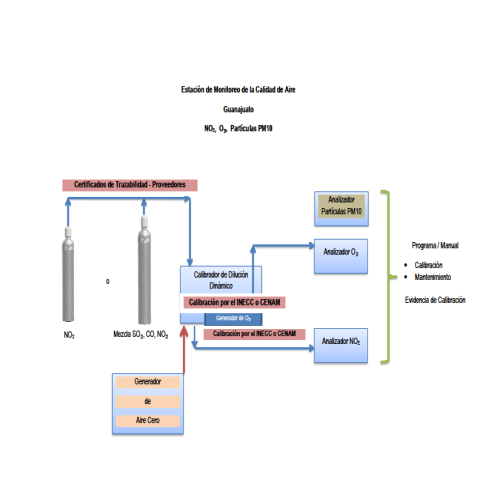 Estación de Monitoreo de la Calidad de Aire
Guanajuato
NO₂, O₃, Partículas PM10
Certificados de Trazabilidad - Proveedores
Analizador
Partículas PM10
Analizador O₃
Programa / Manual
• Calibración
• Mantenimiento
Evidencia de Calibración
Calibrador de Dilución
Dinámico
o
Calibración por el INECC o CENAM
Generador de O₃
Calibración por el INECC o CENAM
NO₂
Mezcla SO₂, CO, NO₂
Analizador NO₂
Generador
de
Aire Cero